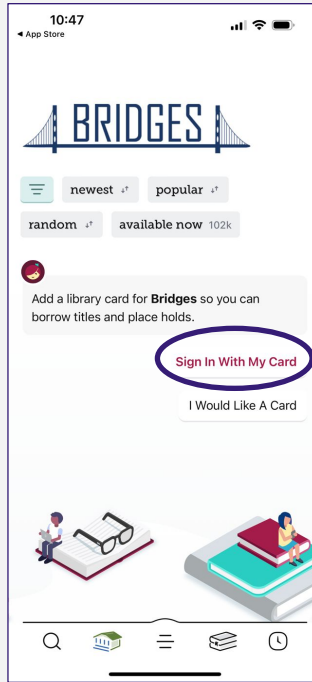 10:47
◀ App Store
BRIDGES
newest
popular
random
available now 102k
Add a library card for Bridges so you can
borrow titles and place holds.
Sign In With My Card
I Would Like A Card